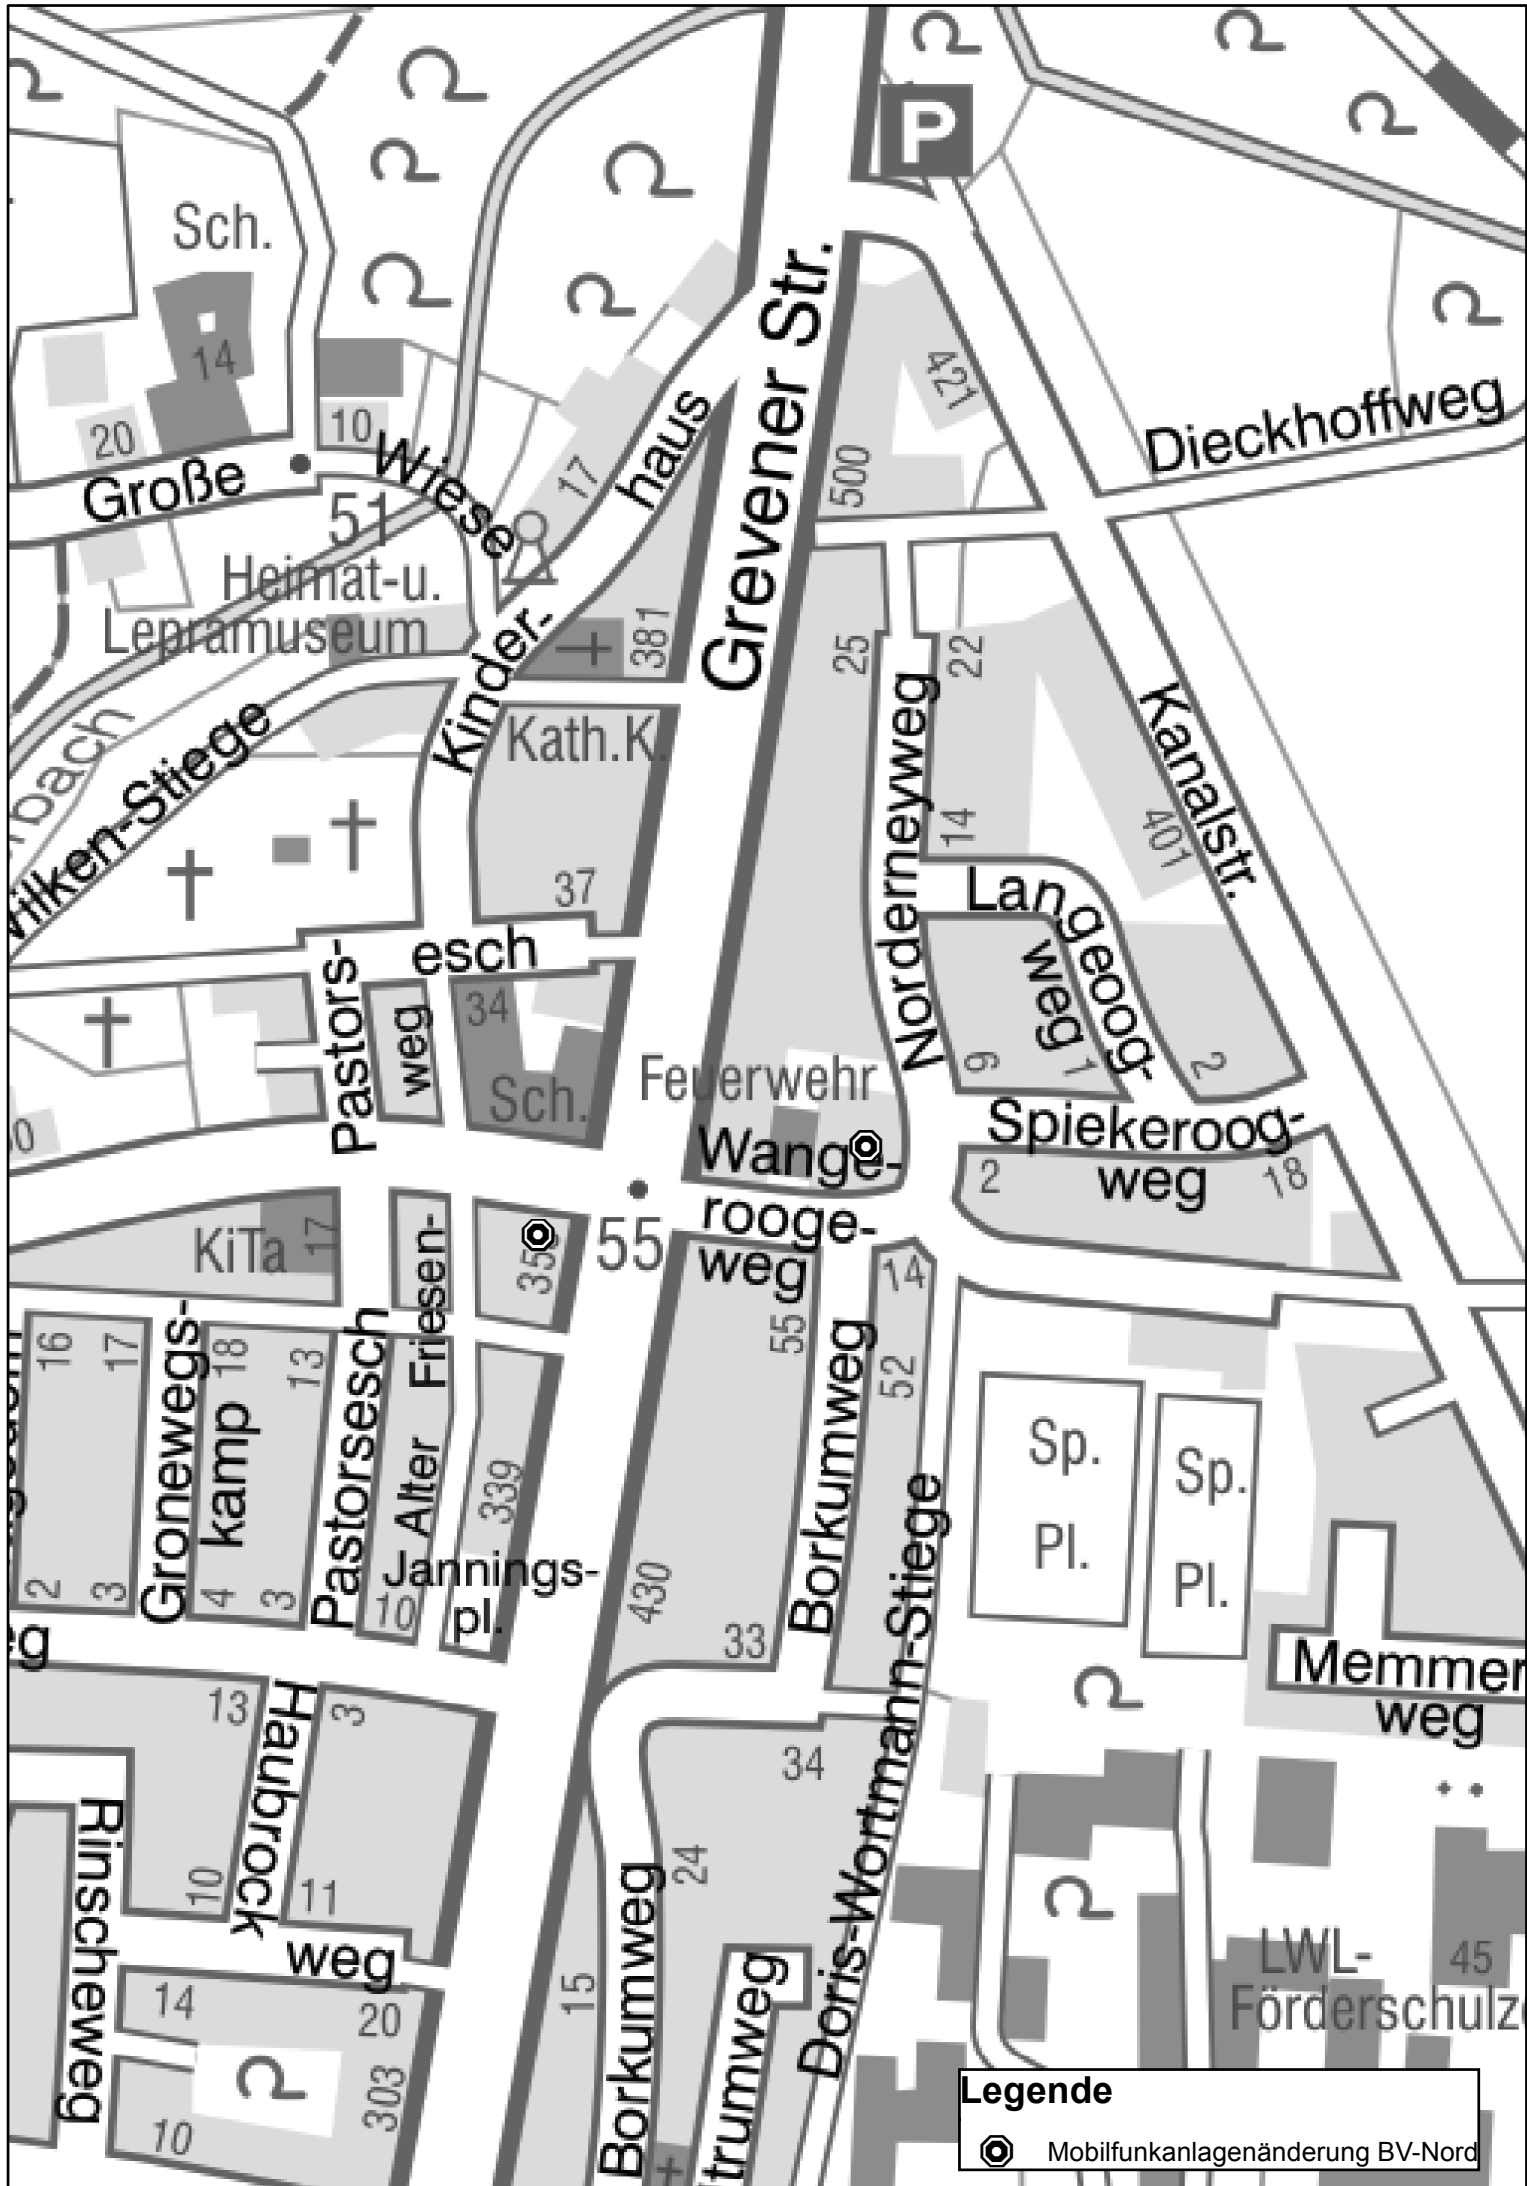 P
Sch.
14
20
10
Große
Wiese
51
17
haus
Grevener Str.
421
500
Dieckhoffweg
Heimat-u.
Lepramuseum
Kinder-
381
25
22
Kath.K.
rbach
wilken-Stiege
Norderneyweg
Kanalstr.
14
401
37
Langeoog-
weg
esch
Pastors-
weg
34
Sch.
Feuerwehr
9
1
2
Wange-
rooge-
weg
Spiekeroog-
weg
2
18
KiTa
17
Friesen-
55
14
16
17
18
13
Gronewegs-
kamp
Pastorsesch
Alter
339
55
52
Borkumweg
Doris-Wortmann-Stiege
Sp.
Pl.
Sp.
Pl.
2
3
4
3
10
Jannings-
pl.
430
33
eg
Memmer
weg
13
Haubrock
weg
3
34
Rinscheweg
10
11
24
14
20
15
Borkumweg
trumweg
LWL-
Förderschulze
45
303
10
Legende
Mobilfunkanlagenänderung BV-Nord